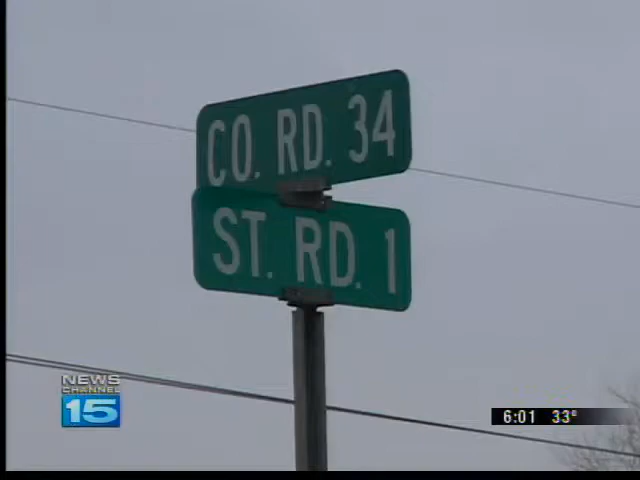 CO. RD. 34
ST. RD. 1
NEWS
CHANNEL
15
6:01 33°